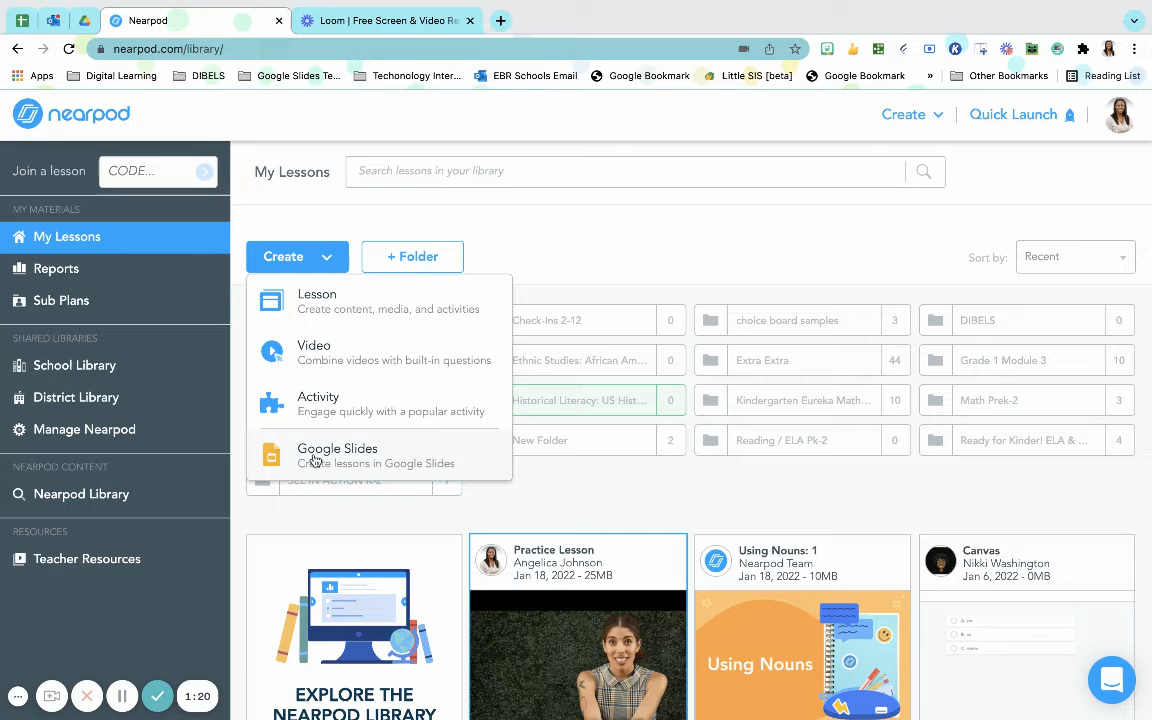 Nearpod
Loom | Free Screen & Video Re
nearpod.com/library/
Apps
Digital Learning
DIBELS
Google Slides Te...
Techonology Inter...
EBR Schools Email
Google Bookmark
Little SIS [beta]
Google Bookmark
»
Other Bookmarks
Reading List
nearpod
Create
Quick Launch
Join a lesson
CODE...
My Lessons
Search lessons in your library
MY MATERIALS
My Lessons
Reports
Sub Plans
SHARED LIBRARIES
School Library
District Library
Manage Nearpod
NEARPOD CONTENT
Nearpod Library
RESOURCES
Teacher Resources
Create
+ Folder
Sort by:
Recent
Lesson
Create content, media, and activities
Video
Combine videos with built-in questions
Activity
Engage quickly with a popular activity
Google Slides
Create lessons in Google Slides
Check-Ins 2-12 0
choice board samples 3
DIBELS 0
Ethnic Studies: African Am... 0
Extra Extra 44
Grade 1 Module 3 10
Historical Literacy: US Hist... 0
Kindergarten Eureka Math... 10
Math Prek-2 3
New Folder 2
Reading / ELA Pk-2 0
Ready for Kinder! ELA & ... 4
SEE IN ACTION K-2
EXPLORE THE
NEARPOD LIBRARY
Practice Lesson
Angelica Johnson
Jan 18, 2022 - 25MB
Using Nouns: 1
Nearpod Team
Jan 18, 2022 - 10MB
Using Nouns
Canvas
Nikki Washington
Jan 6, 2022 - 0MB
1:20